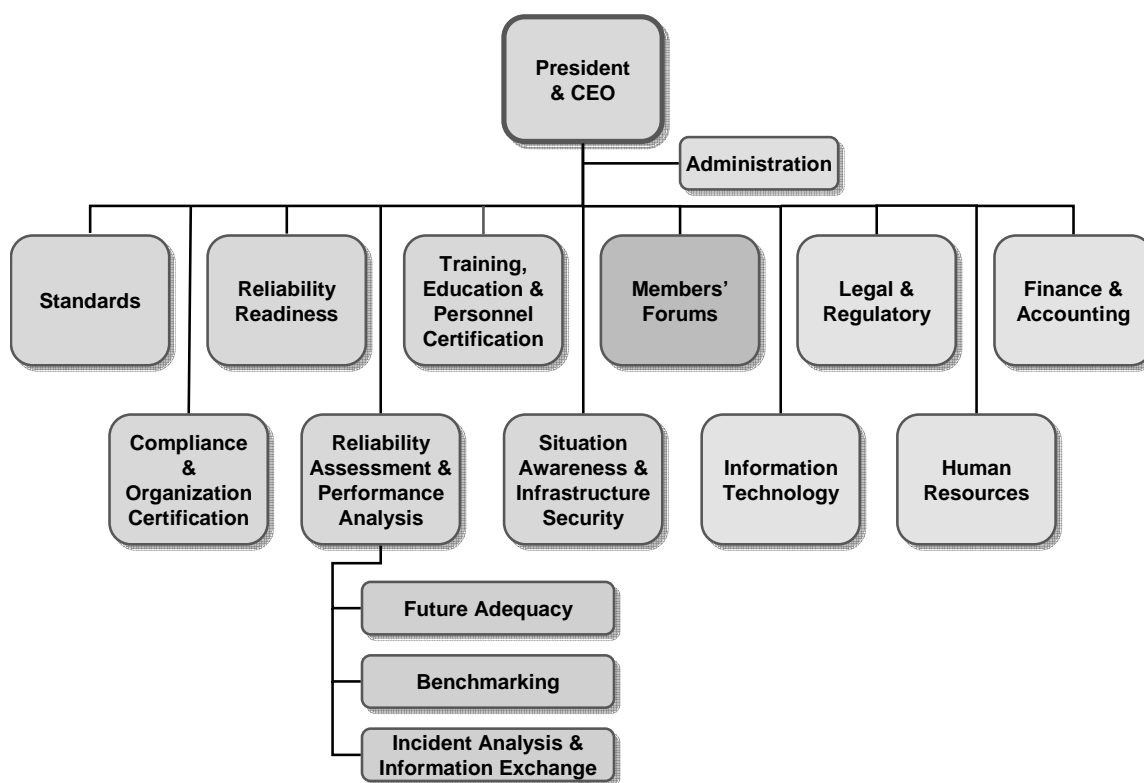 President
& CEO
Administration
Standards
Reliability
Readiness
Training,
Education &
Personnel
Certification
Members’
Forums
Legal &
Regulatory
Finance &
Accounting
Compliance
&
Organization
Certification
Reliability
Assessment &
Performance
Analysis
Situation
Awareness &
Infrastructure
Security
Information
Technology
Human
Resources
Future Adequacy
Benchmarking
Incident Analysis &
Information Exchange